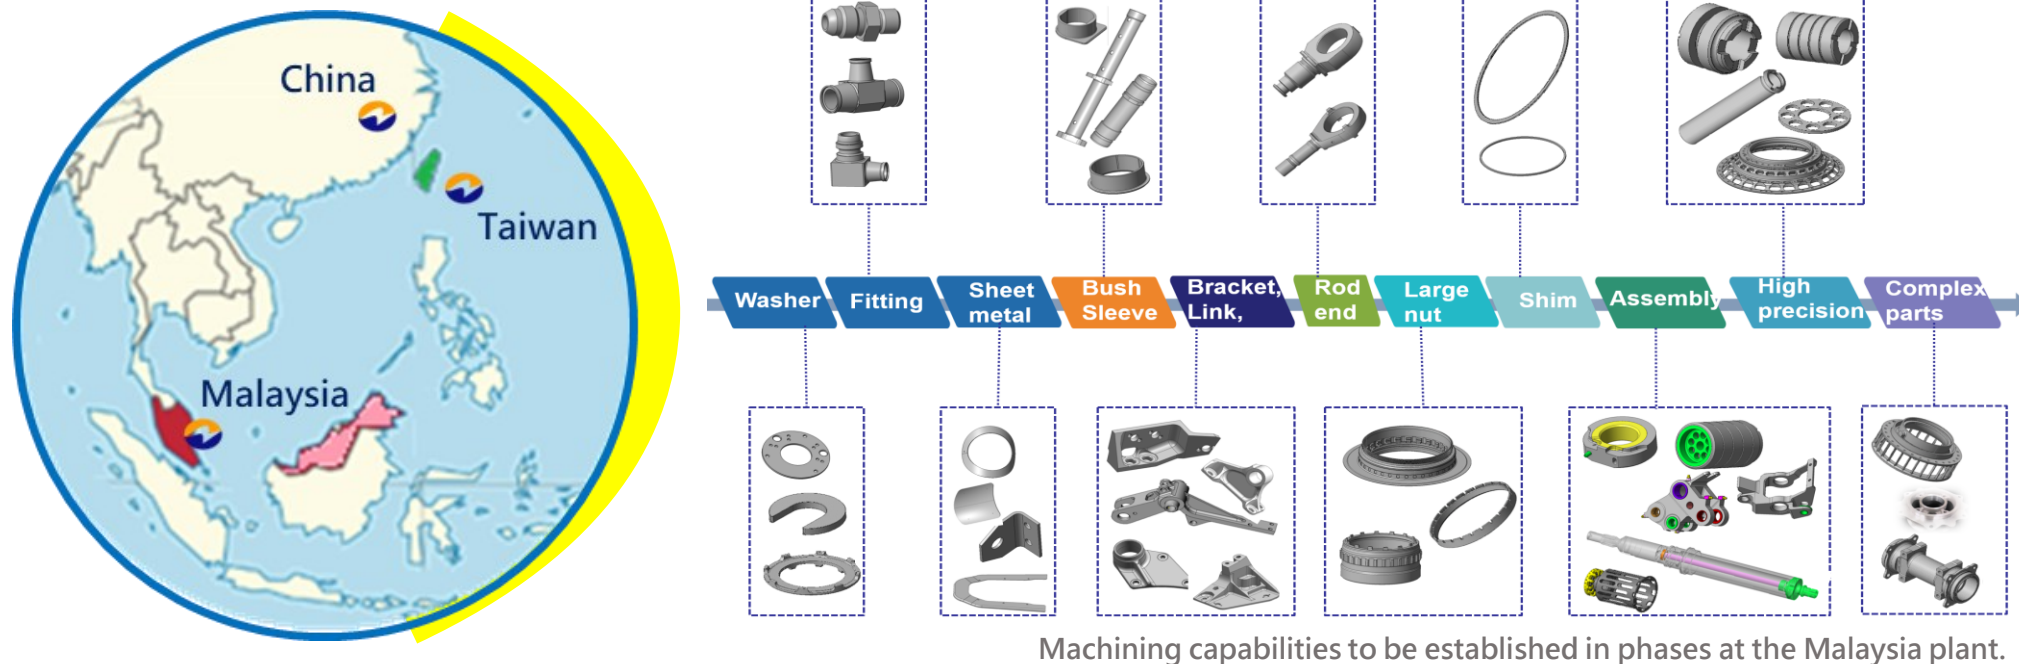 China
Taiwan
Malaysia
Washer
Fitting
Sheet
metal
Bush
Sleeve
Bracket,
Link,
Rod
end
Large
nut
Shim
Assembly
High
precision
Complex
parts
Machining capabilities to be established in phases at the Malaysia plant.